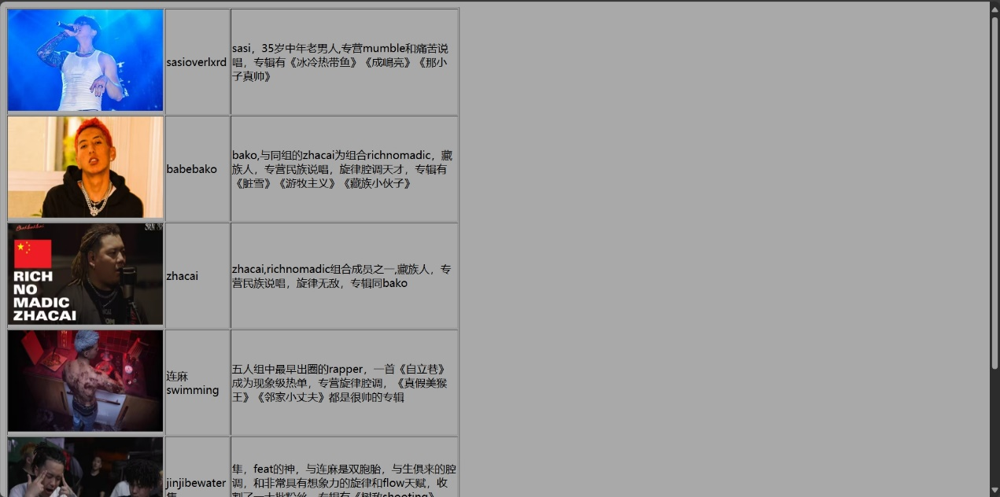 sasioverlxrd
sasi，35岁中年老男人,专营mumble和痛苦说
唱，专辑有《冰冷热带鱼》《成嶋亮》《那小
子真帅》
babebako
bako,与同组的zhacai为组合richnomadic，藏
族人，专营民族说唱，旋律腔调天才，专辑有
《脏雪》《游牧主义》《藏族小伙子》
RICH
NO
MADIC
ZHACAI
zhacai
zhacai,richnomadic组合成员之一,藏族人，专
营民族说唱，旋律无敌，专辑同bako
连麻
swimming
五人组中最早出圈的rapper，一首《自立巷》
成为现象级热单，专营旋律腔调，《真假美猴
王》《邻家小丈夫》都是很帅的专辑
jinjibewater
隼
隼，feat的神，与连麻是双胞胎，与生俱来的腔
调，和非常具有想象力的旋律和flow天赋，收
割了一大批粉丝，专辑有《树敌shooting》